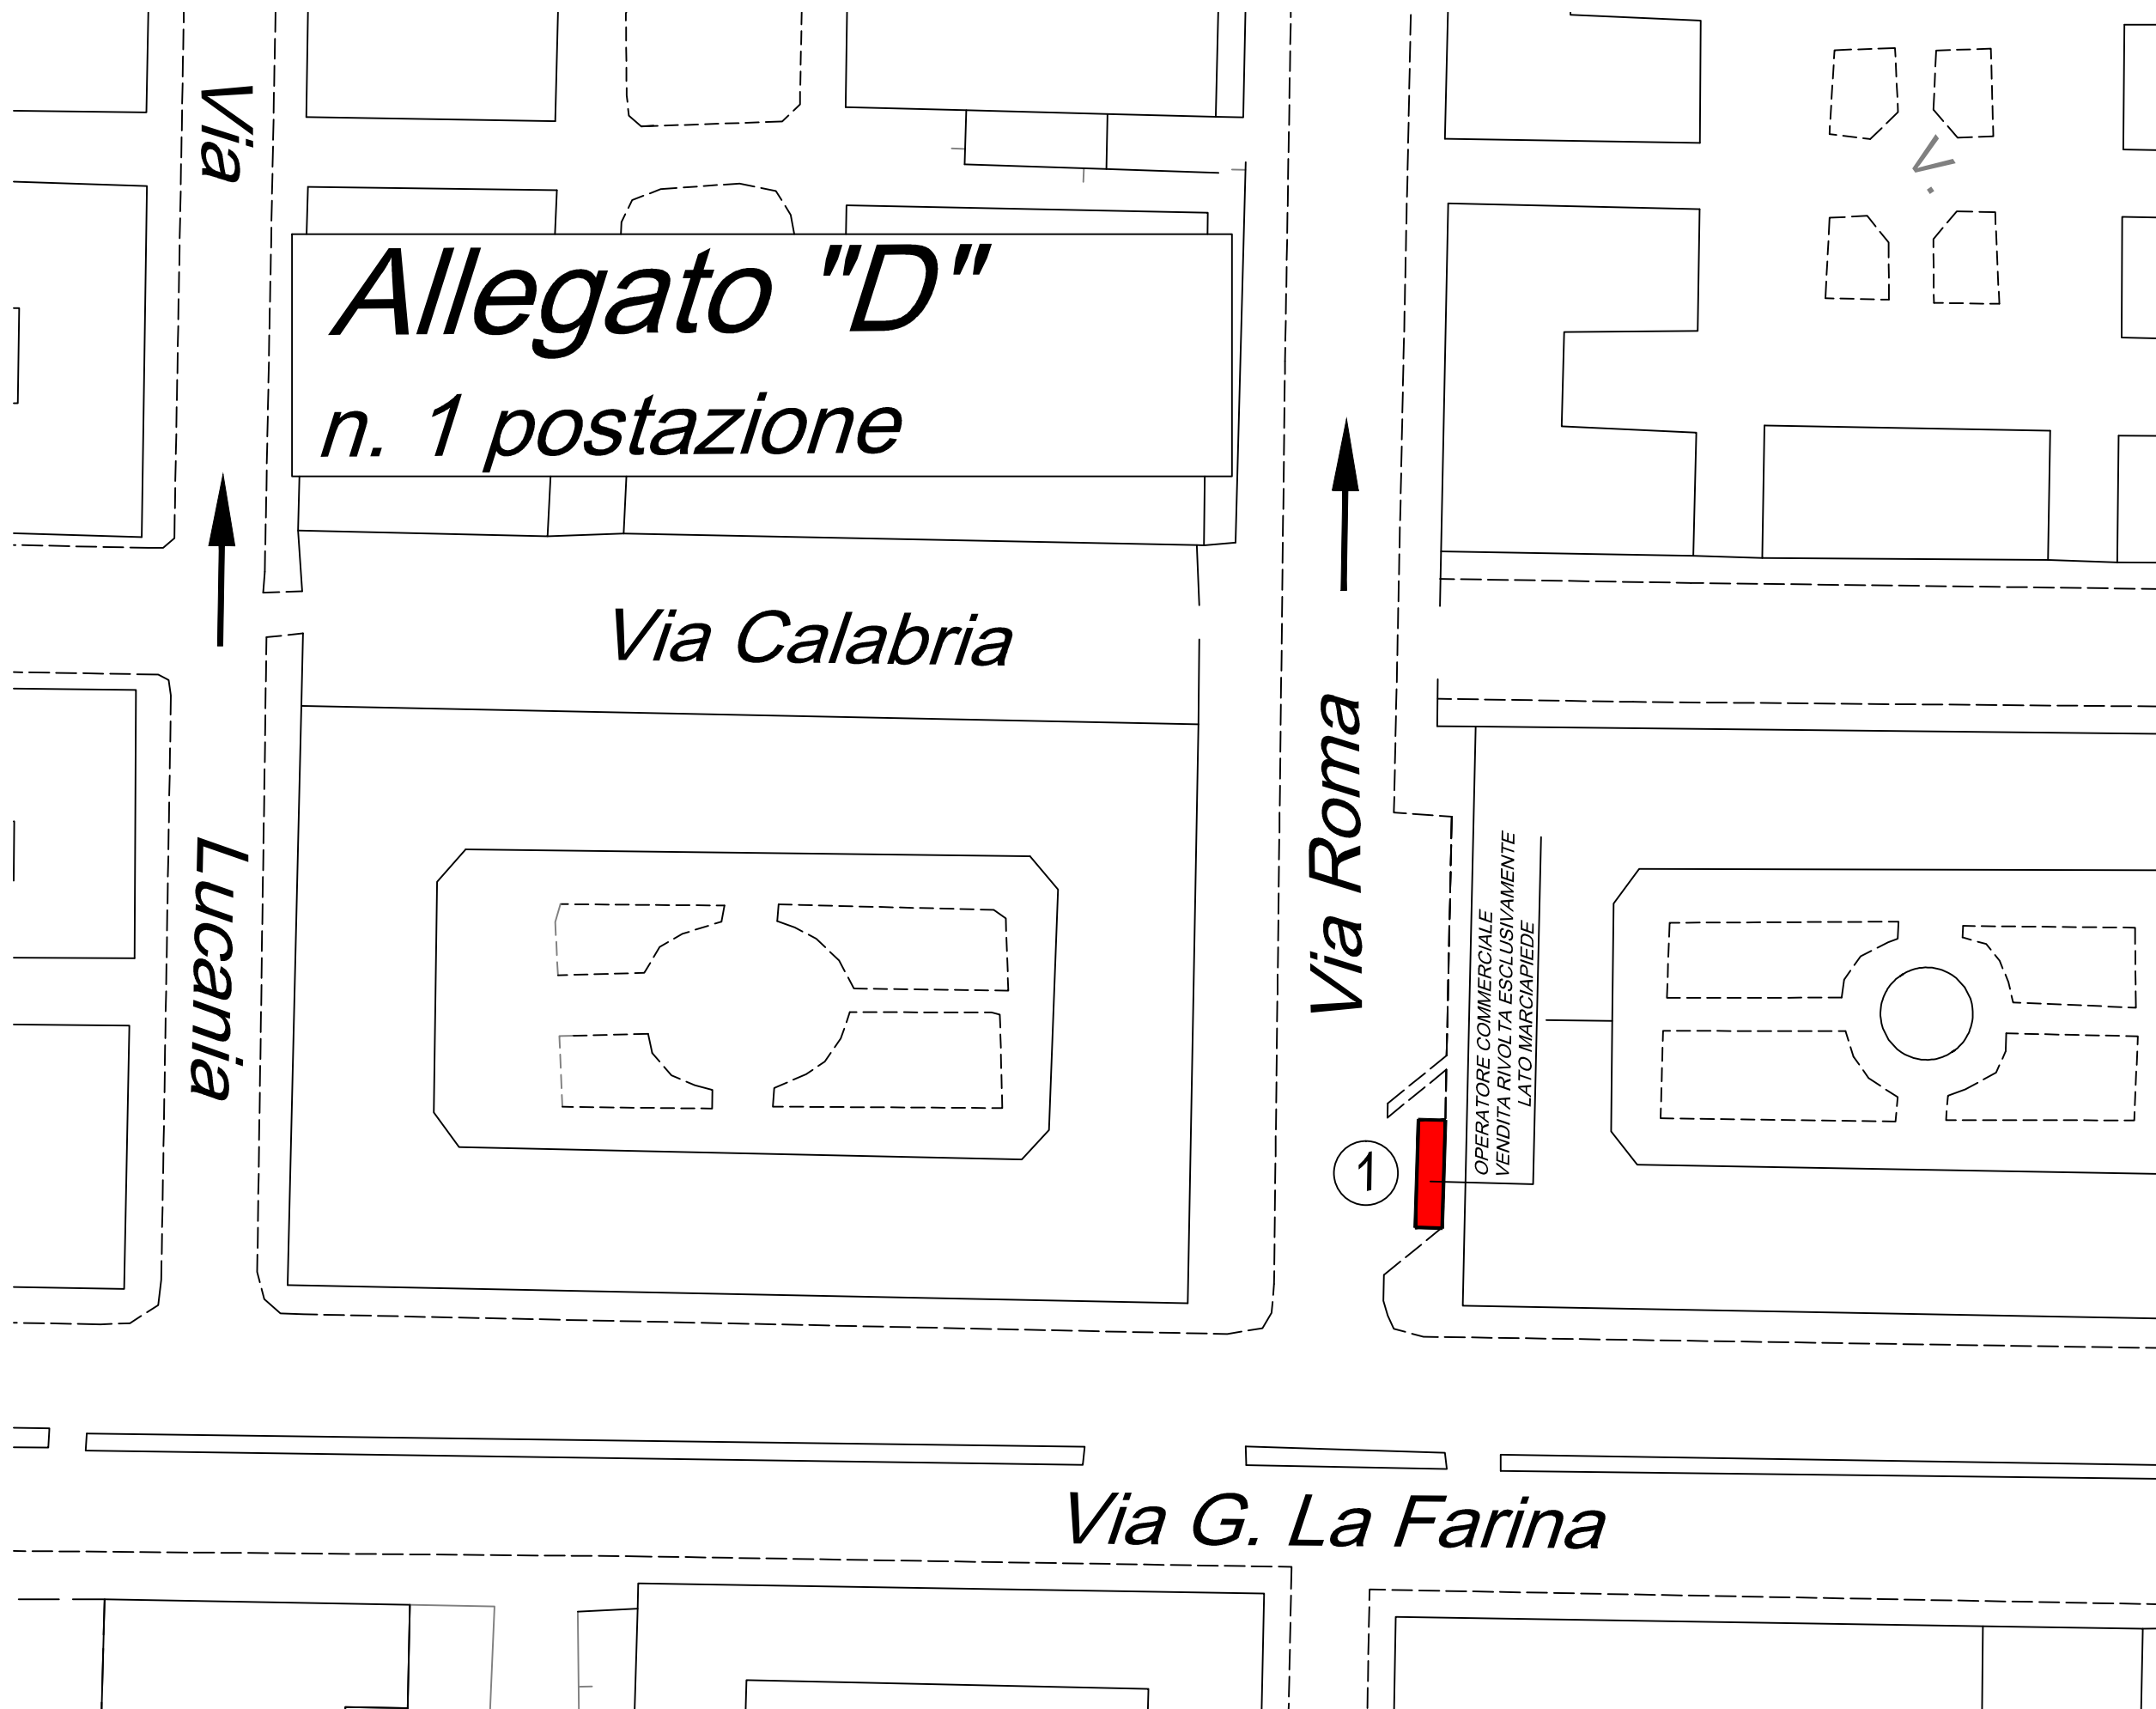 Via
V.
Allegato "D"
n. 1 postazione
Via Calabria
Via Roma
Lucania
OPERATORE COMMERCIALE
VENDITA RIVOLTA ESCLUSIVAMENTE
LATO MARCIAPIEDE
1
Via G. La Farina